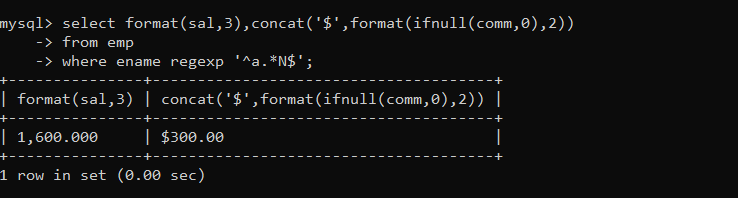 mysql> select format(sal,3),concat('$',format(ifnull(comm,0),2))
    -> from emp
    -> where ename regexp '^a.*N$';
+---------------+--------------------------------------+
| format(sal,3) | concat('$',format(ifnull(comm,0),2)) |
+---------------+--------------------------------------+
| 1,600.000     | $300.00                              |
+---------------+--------------------------------------+
1 row in set (0.00 sec)